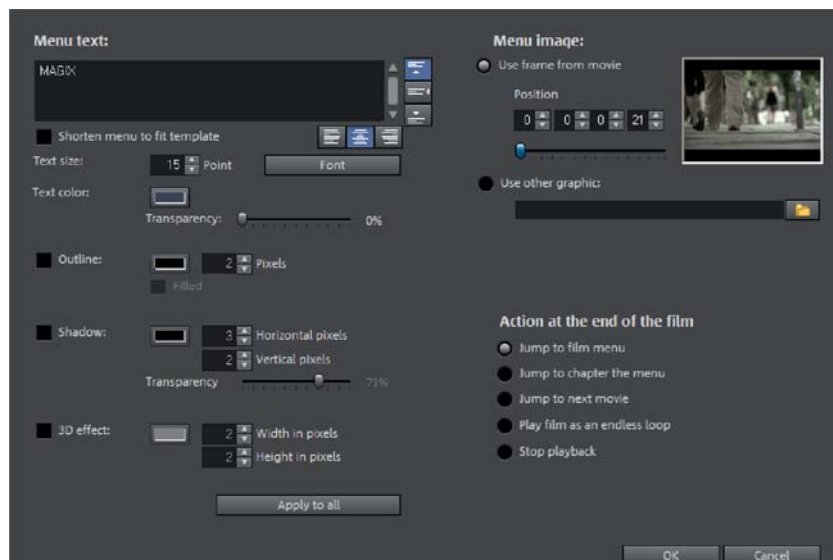 Menu text:
MAGIX
Shorten menu to fit template
Text size: 15 Point Font
Text color:
Transparency: 0%
Outline: 2 Pixels
Filled
Shadow: 3 Horizontal pixels
2 Vertical pixels
Transparency 71%
3D effect: 2 Width in pixels
2 Height in pixels
Apply to all
Menu image:
Use frame from movie
Position
0 0 0 21
Use other graphic:
Action at the end of the film
Jump to film menu
Jump to chapter the menu
Jump to next movie
Play film as an endless loop
Stop playback
OK Cancel